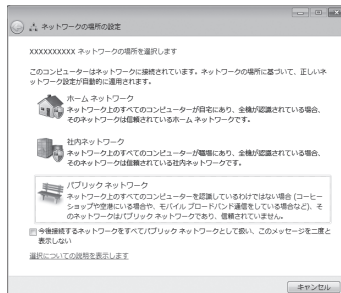 ネットワークの場所の設定
XXXXXXXXXX ネットワークの場所を選択します
このコンピューターはネットワークに接続されています。ネットワークの場所に基づいて、正しいネ
ットワーク設定が自動的に適用されます。
ホーム ネットワーク
ネットワーク上のすべてのコンピューターが自宅にあり、全機が認識されている場合、
そのネットワークは信頼されているホーム ネットワークです。
社内ネットワーク
ネットワーク上のすべてのコンピューターが職場にあり、全機が認識されている場合、
そのネットワークは信頼されている社内ネットワークです。
パブリック ネットワーク
ネットワーク上のすべてのコンピューターを認識しているわけではない場合 (コーヒー
ショップや空港にいる場合や、モバイル ブロードバンド通信をしている場合など)、そ
のネットワークはパブリック ネットワークであり、信頼されていません。
今後接続するネットワークをすべてパブリック ネットワークとして扱い、このメッセージを二度と
表示しない
選択についての説明を表示します
キャンセル